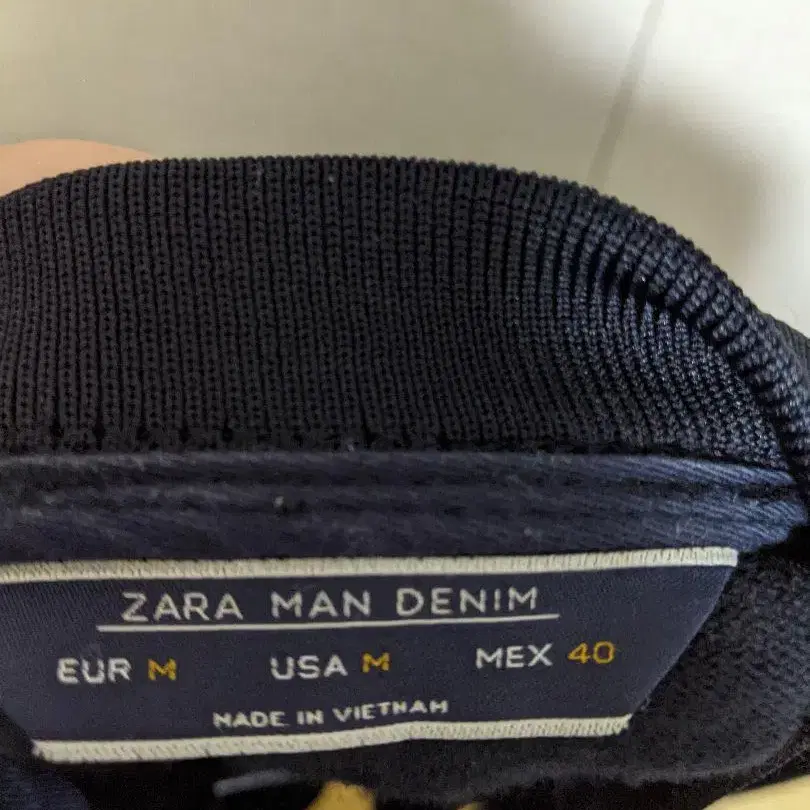 ZARA MAN DENIM
EUR M USA M MEX 40
MADE IN VIETNAM